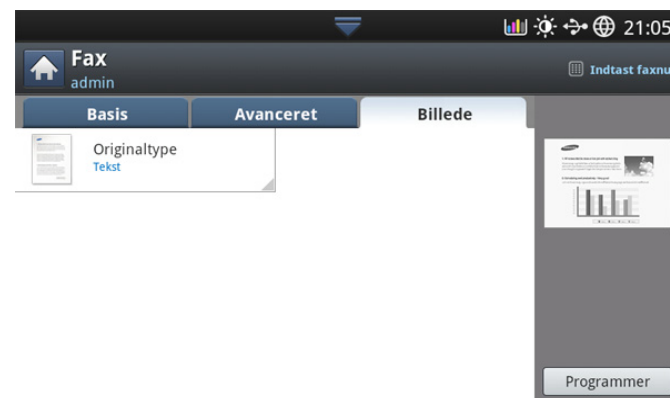 21:05
Fax
admin
Indtast faxnu
Basis
Avanceret
Billede
Originaltype
Tekst
Programmer